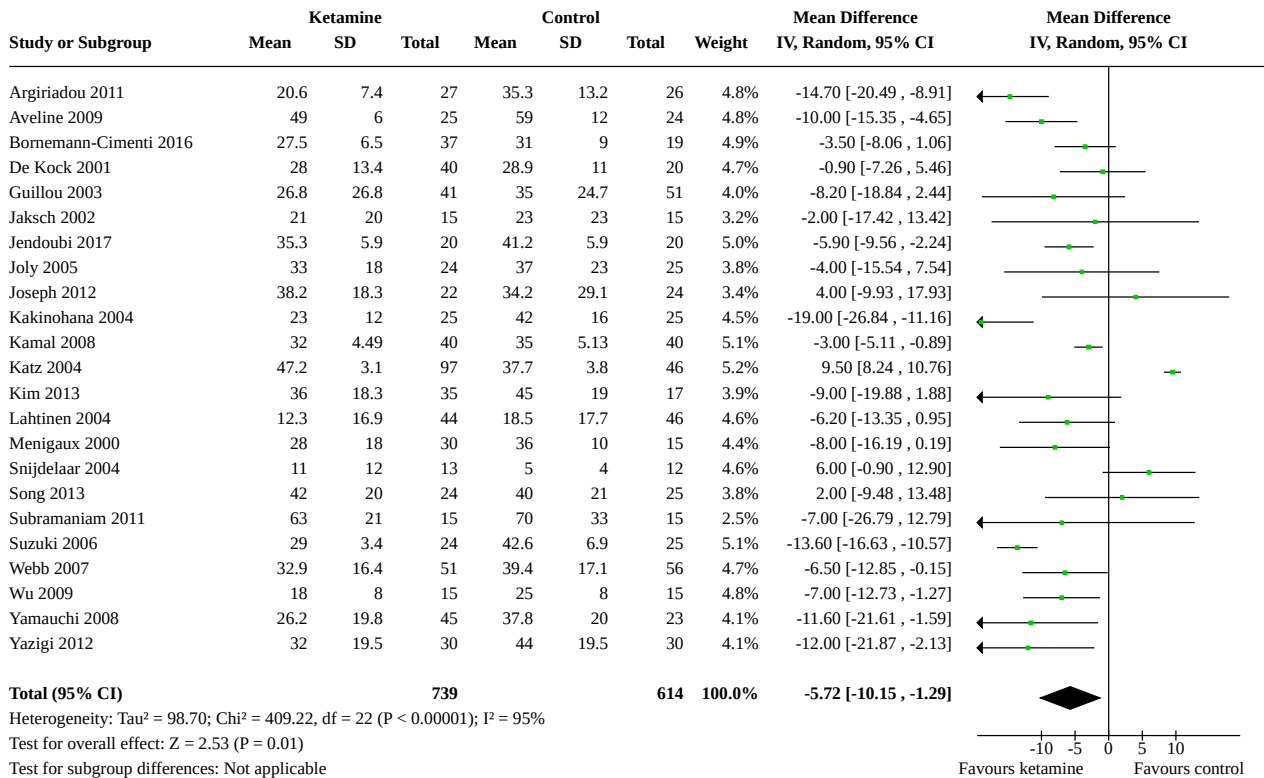 Ketamine Control Mean Difference Mean Difference
Study or Subgroup Mean SD Total Mean SD Total Weight IV, Random, 95% CI IV, Random, 95% CI
Argiriadou 2011 20.6 7.4 27 35.3 13.2 26 4.8% -14.70 [-20.49 , -8.91]
Aveline 2009 49 6 25 59 12 24 4.8% -10.00 [-15.35 , -4.65]
Bornemann-Cimenti 2016 27.5 6.5 37 31 9 19 4.9% -3.50 [-8.06 , 1.06]
De Kock 2001 28 13.4 40 28.9 11 20 4.7% -0.90 [-7.26 , 5.46]
Guillou 2003 26.8 26.8 41 35 24.7 51 4.0% -8.20 [-18.84 , 2.44]
Jaksch 2002 21 20 15 23 23 15 3.2% -2.00 [-17.42 , 13.42]
Jendoubi 2017 35.3 5.9 20 41.2 5.9 20 5.0% -5.90 [-9.56 , -2.24]
Joly 2005 33 18 24 37 23 25 3.8% -4.00 [-15.54 , 7.54]
Joseph 2012 38.2 18.3 22 34.2 29.1 24 3.4% 4.00 [-9.93 , 17.93]
Kakinohana 2004 23 12 25 42 16 25 4.5% -19.00 [-26.84 , -11.16]
Kamal 2008 32 4.49 40 35 5.13 40 5.1% -3.00 [-5.11 , -0.89]
Katz 2004 47.2 3.1 97 37.7 3.8 46 5.2% 9.50 [8.24 , 10.76]
Kim 2013 36 18.3 35 45 19 17 3.9% -9.00 [-19.88 , 1.88]
Lahtinen 2004 12.3 16.9 44 18.5 17.7 46 4.6% -6.20 [-13.35 , 0.95]
Menigaux 2000 28 18 30 36 10 15 4.4% -8.00 [-16.19 , 0.19]
Snijdelaar 2004 11 12 13 5 4 12 4.6% 6.00 [-0.90 , 12.90]
Song 2013 42 20 24 40 21 25 3.8% 2.00 [-9.48 , 13.48]
Subramaniam 2011 63 21 15 70 33 15 2.5% -7.00 [-26.79 , 12.79]
Suzuki 2006 29 3.4 24 42.6 6.9 25 5.1% -13.60 [-16.63 , -10.57]
Webb 2007 32.9 16.4 51 39.4 17.1 56 4.7% -6.50 [-12.85 , -0.15]
Wu 2009 18 8 15 25 8 15 4.8% -7.00 [-12.73 , -1.27]
Yamauchi 2008 26.2 19.8 45 37.8 20 23 4.1% -11.60 [-21.61 , -1.59]
Yazigi 2012 32 19.5 30 44 19.5 30 4.1% -12.00 [-21.87 , -2.13]
Total (95% CI) 739 614 100.0% -5.72 [-10.15 , -1.29]
Heterogeneity: Tau² = 98.70; Chi² = 409.22, df = 22 (P < 0.00001); I² = 95%
Test for overall effect: Z = 2.53 (P = 0.01)
Test for subgroup differences: Not applicable
-10 -5 0 5 10
Favours ketamine Favours control